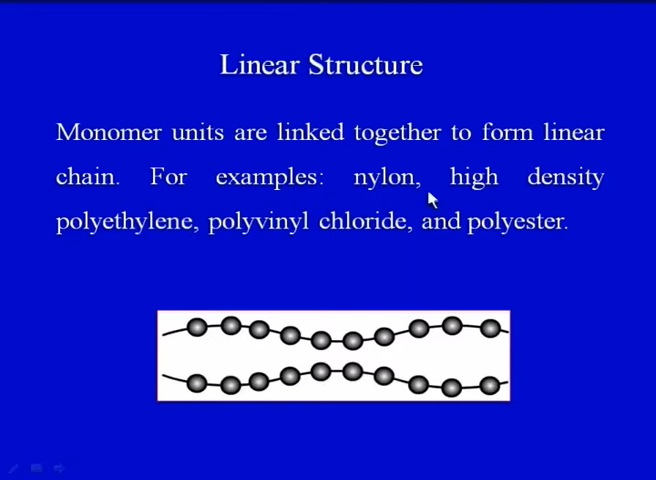 Linear Structure
Monomer units are linked together to form linear
chain. For examples: nylon, high density
polyethylene, polyvinyl chloride, and polyester.